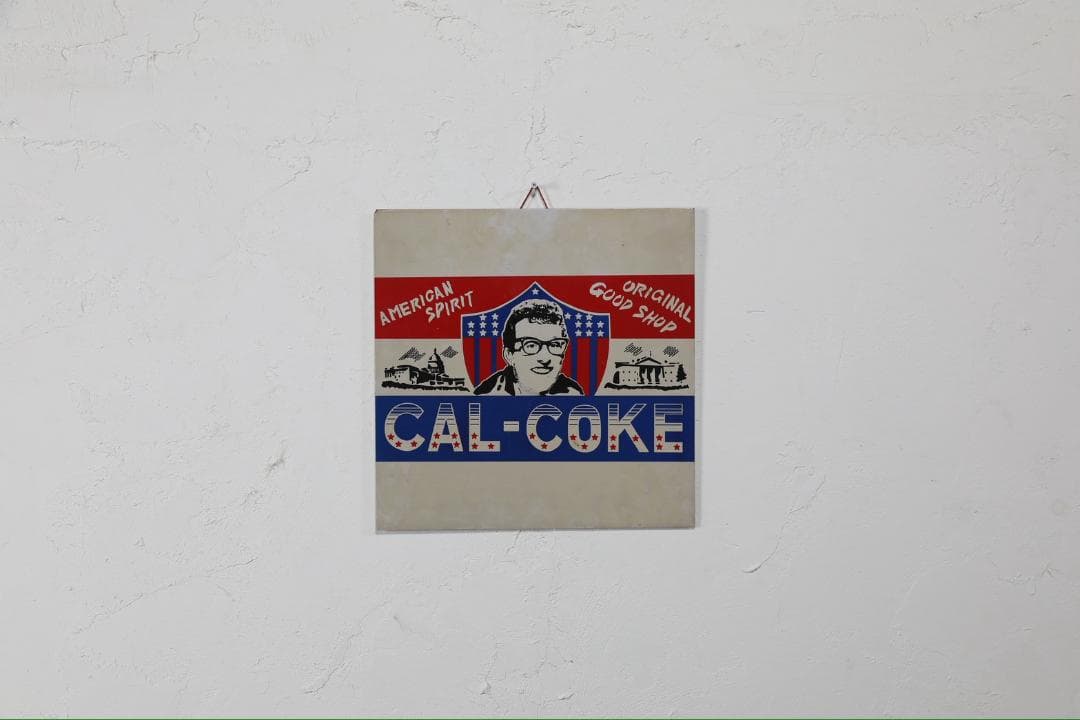 AMERICAN
SPIRIT
ORIGINAL
GOOD SHOP
CAL-COKE